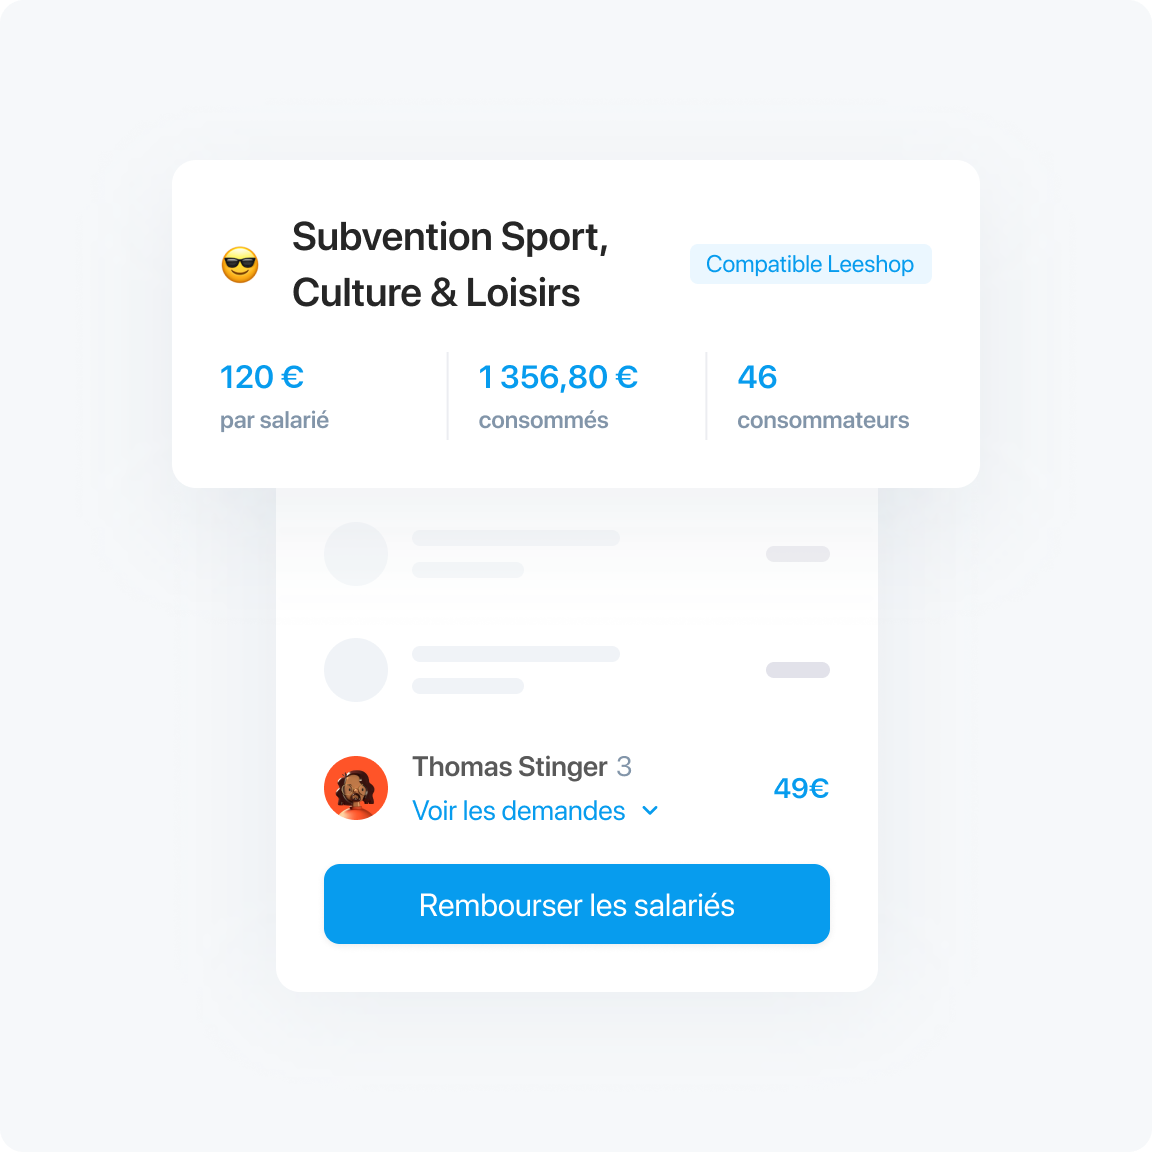 Subvention Sport,
Culture & Loisirs
Compatible Leeshop
120 €
par salarié
1 356,80 €
consommés
46
consommateurs
Thomas Stinger 3
Voir les demandes
49€
Rembourser les salariés